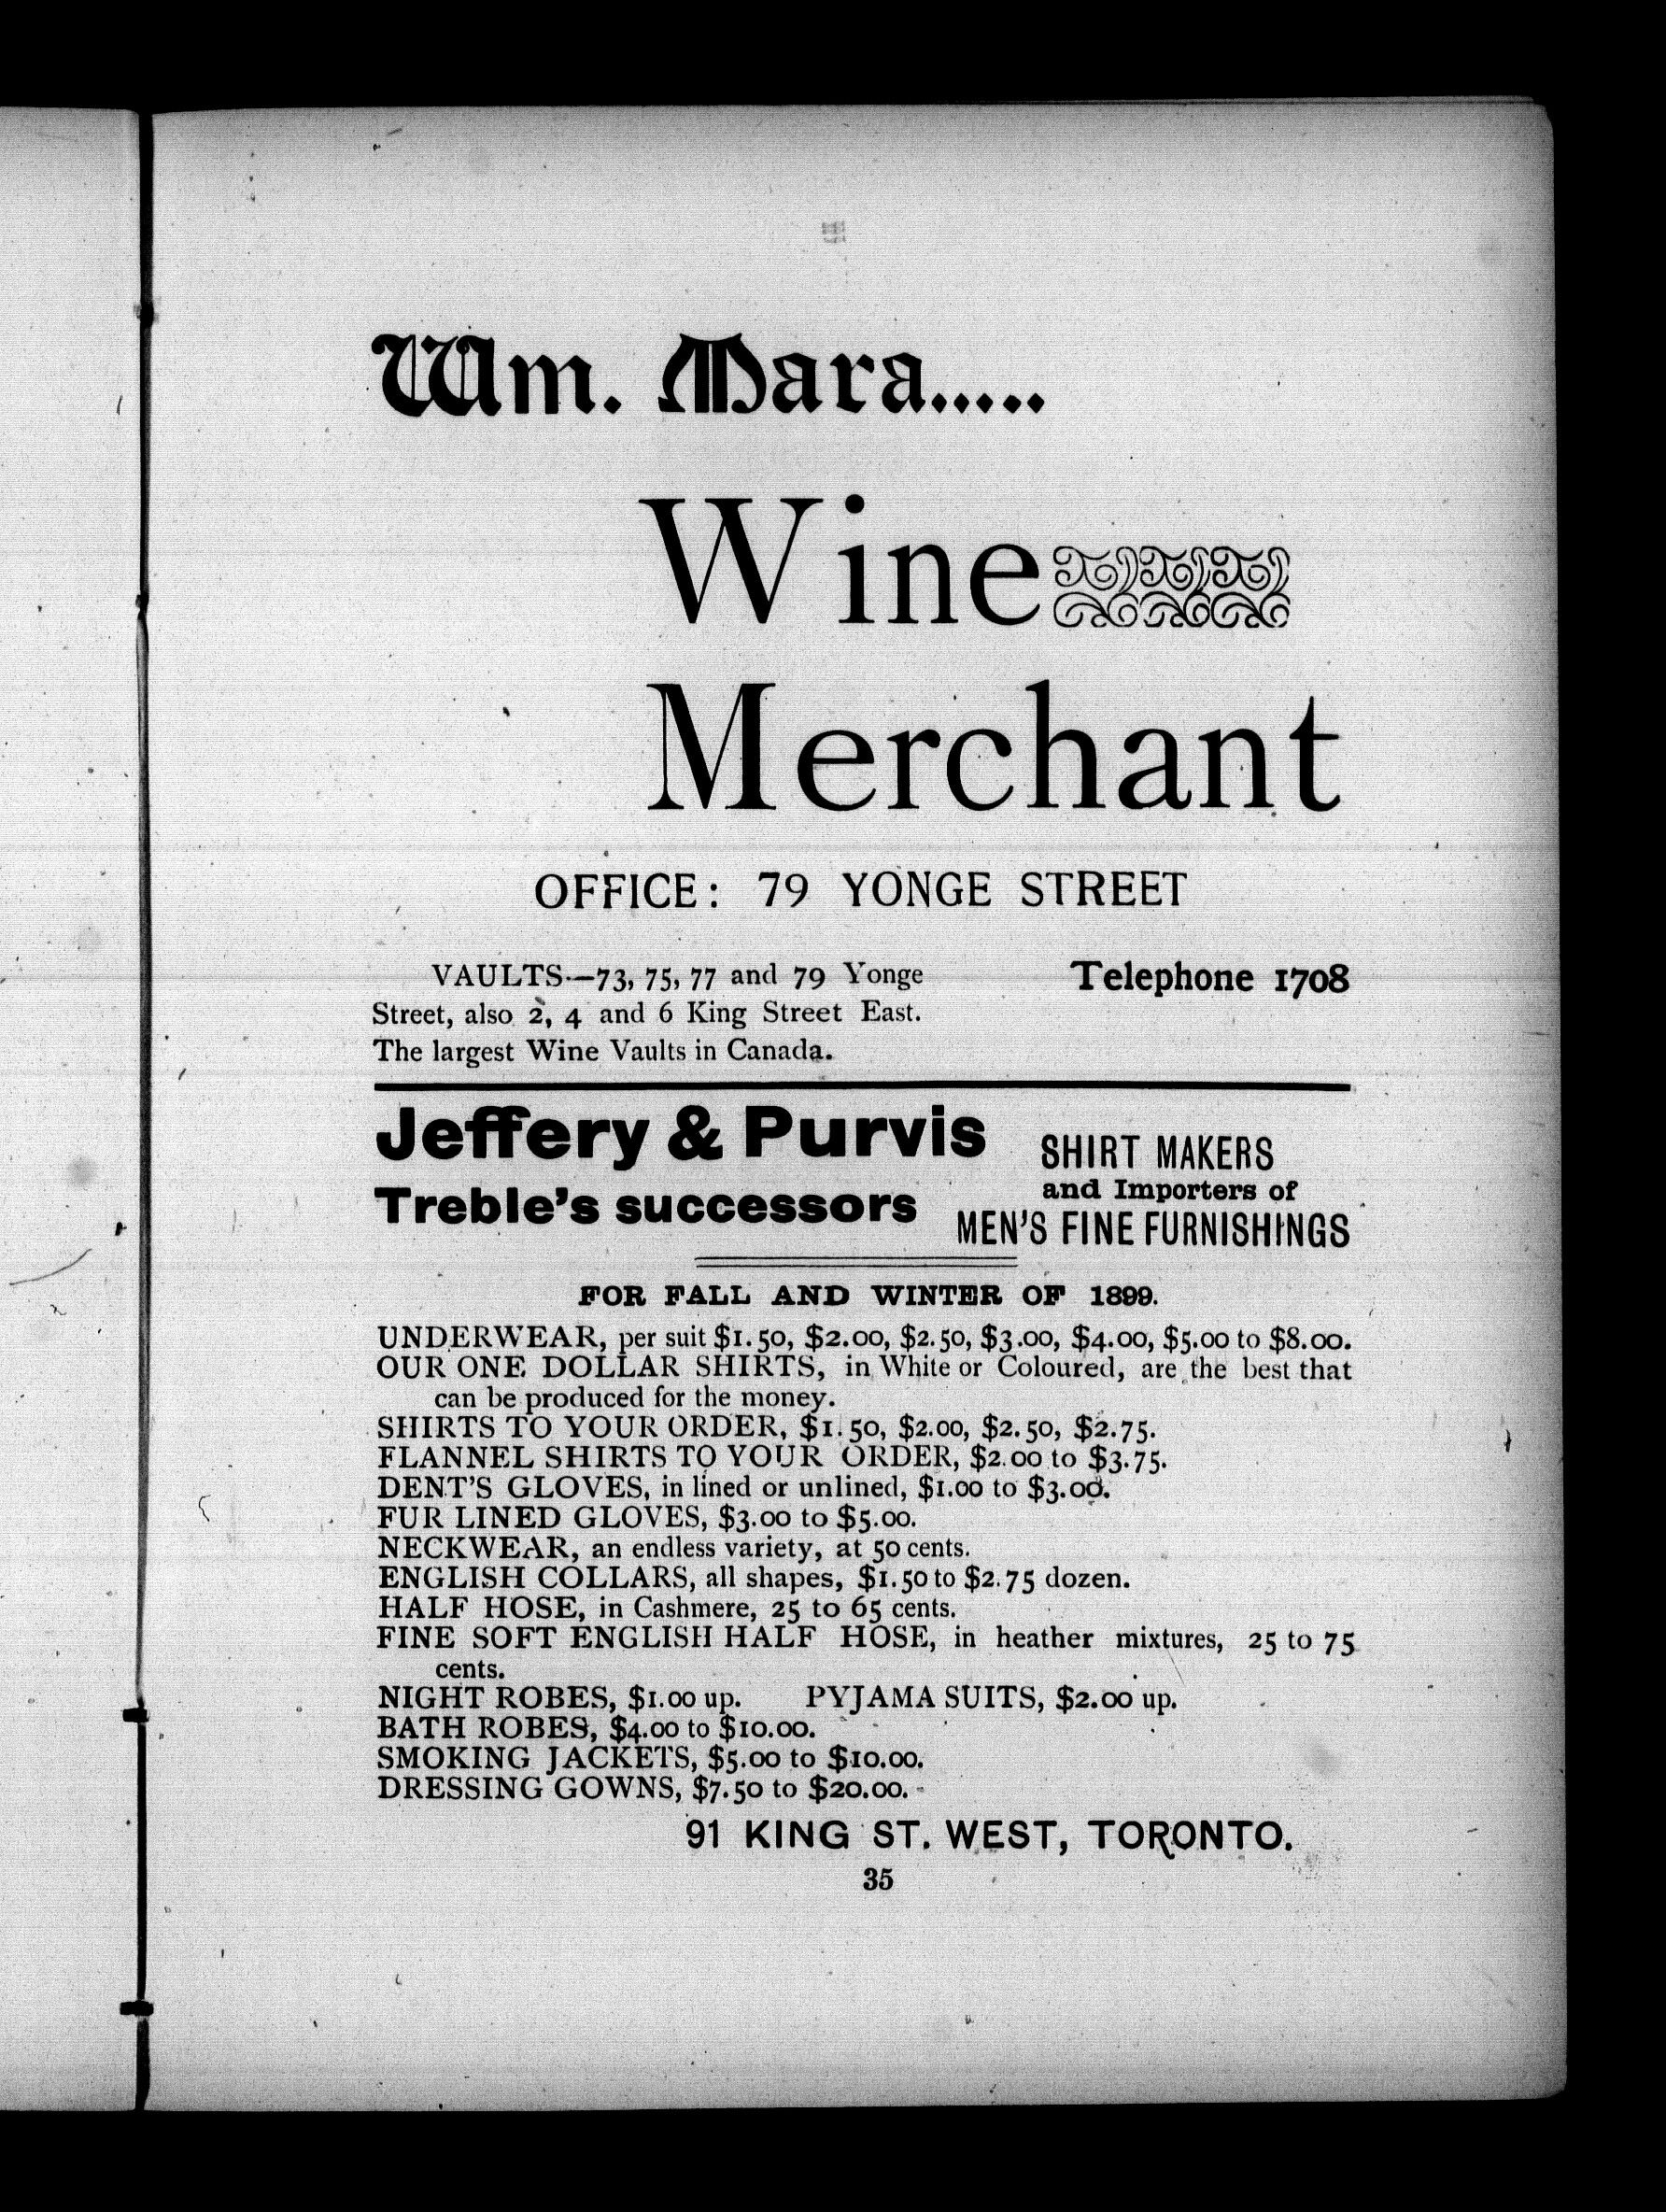 Wm. Mara.....
Wine
Merchant
OFFICE: 79 YONGE STREET
VAULTS—73, 75, 77 and 79 Yonge
Street, also 2, 4 and 6 King Street East.
The largest Wine Vaults in Canada.
Telephone 1708
Jeffery & Purvis
Treble's successors
SHIRT MAKERS
and Importers of
MEN'S FINE FURNISHINGS
FOR FALL AND WINTER OF 1899.
UNDERWEAR, per suit $1.50, $2.00, $2.50, $3.00, $4.00, $5.00 to $8.00.
OUR ONE DOLLAR SHIRTS, in White or Coloured, are the best that
can be produced for the money.
SHIRTS TO YOUR ORDER, $1.50, $2.00, $2.50, $2.75.
FLANNEL SHIRTS TO YOUR ORDER, $2.00 to $3.75.
DENT'S GLOVES, in lined or unlined, $1.00 to $3.00.
FUR LINED GLOVES, $3.00 to $5.00.
NECKWEAR, an endless variety, at 50 cents.
ENGLISH COLLARS, all shapes, $1.50 to $2.75 dozen.
HALF HOSE, in Cashmere, 25 to 65 cents.
FINE SOFT ENGLISH HALF HOSE, in heather mixtures, 25 to 75
cents.
NIGHT ROBES, $1.00 up. PYJAMA SUITS, $2.00 up.
BATH ROBES, $4.00 to $10.00.
SMOKING JACKETS, $5.00 to $10.00.
DRESSING GOWNS, $7.50 to $20.00.
91 KING ST. WEST, TORONTO.
35